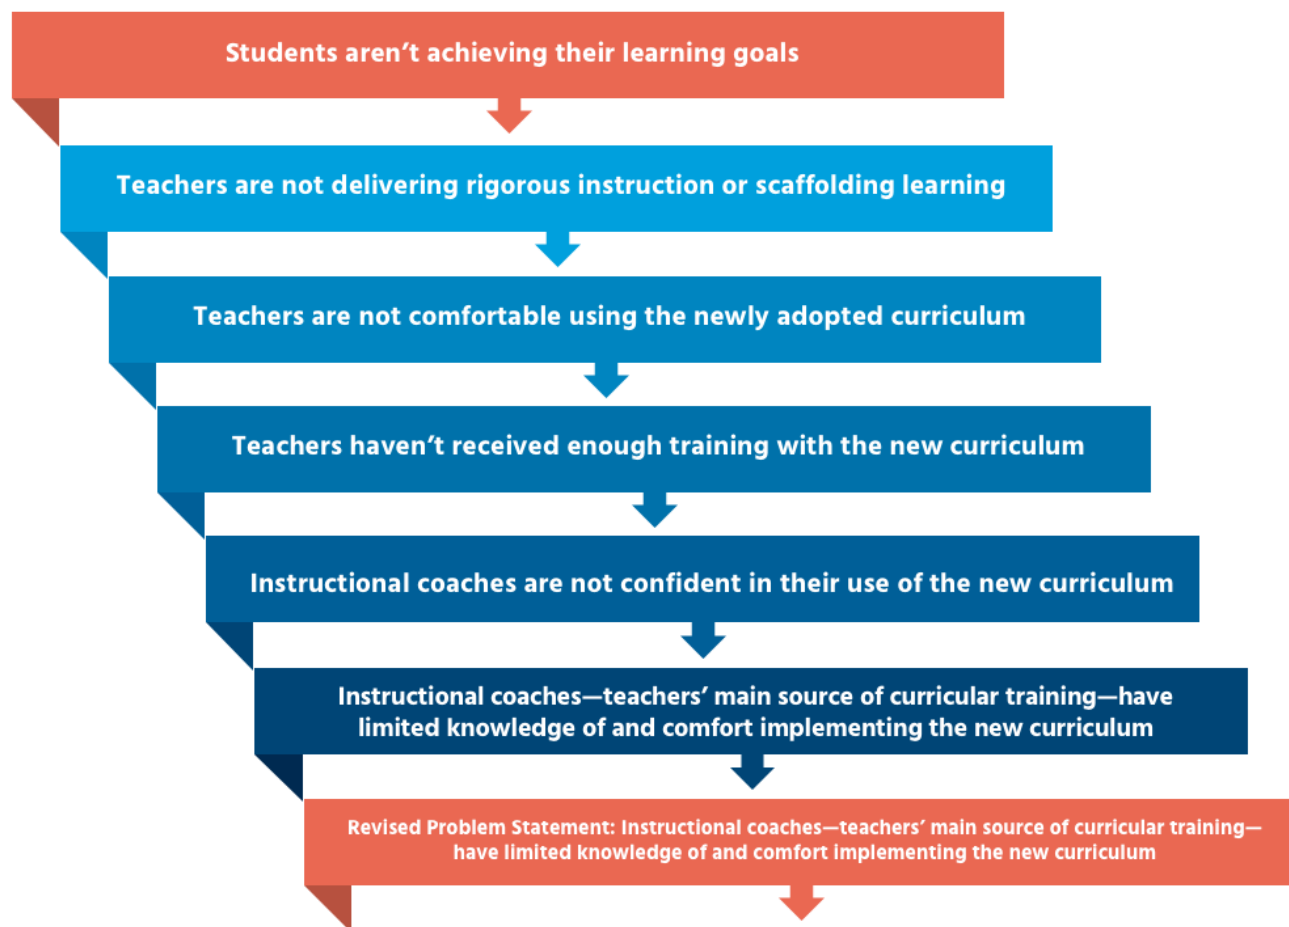 Students aren’t achieving their learning goals
Teachers are not delivering rigorous instruction or scaffolding learning
Teachers are not comfortable using the newly adopted curriculum
Teachers haven’t received enough training with the new curriculum
Instructional coaches are not confident in their use of the new curriculum
Instructional coaches—teachers’ main source of curricular training—have
limited knowledge of and comfort implementing the new curriculum
Revised Problem Statement: Instructional coaches—teachers’ main source of curricular training—
have limited knowledge of and comfort implementing the new curriculum